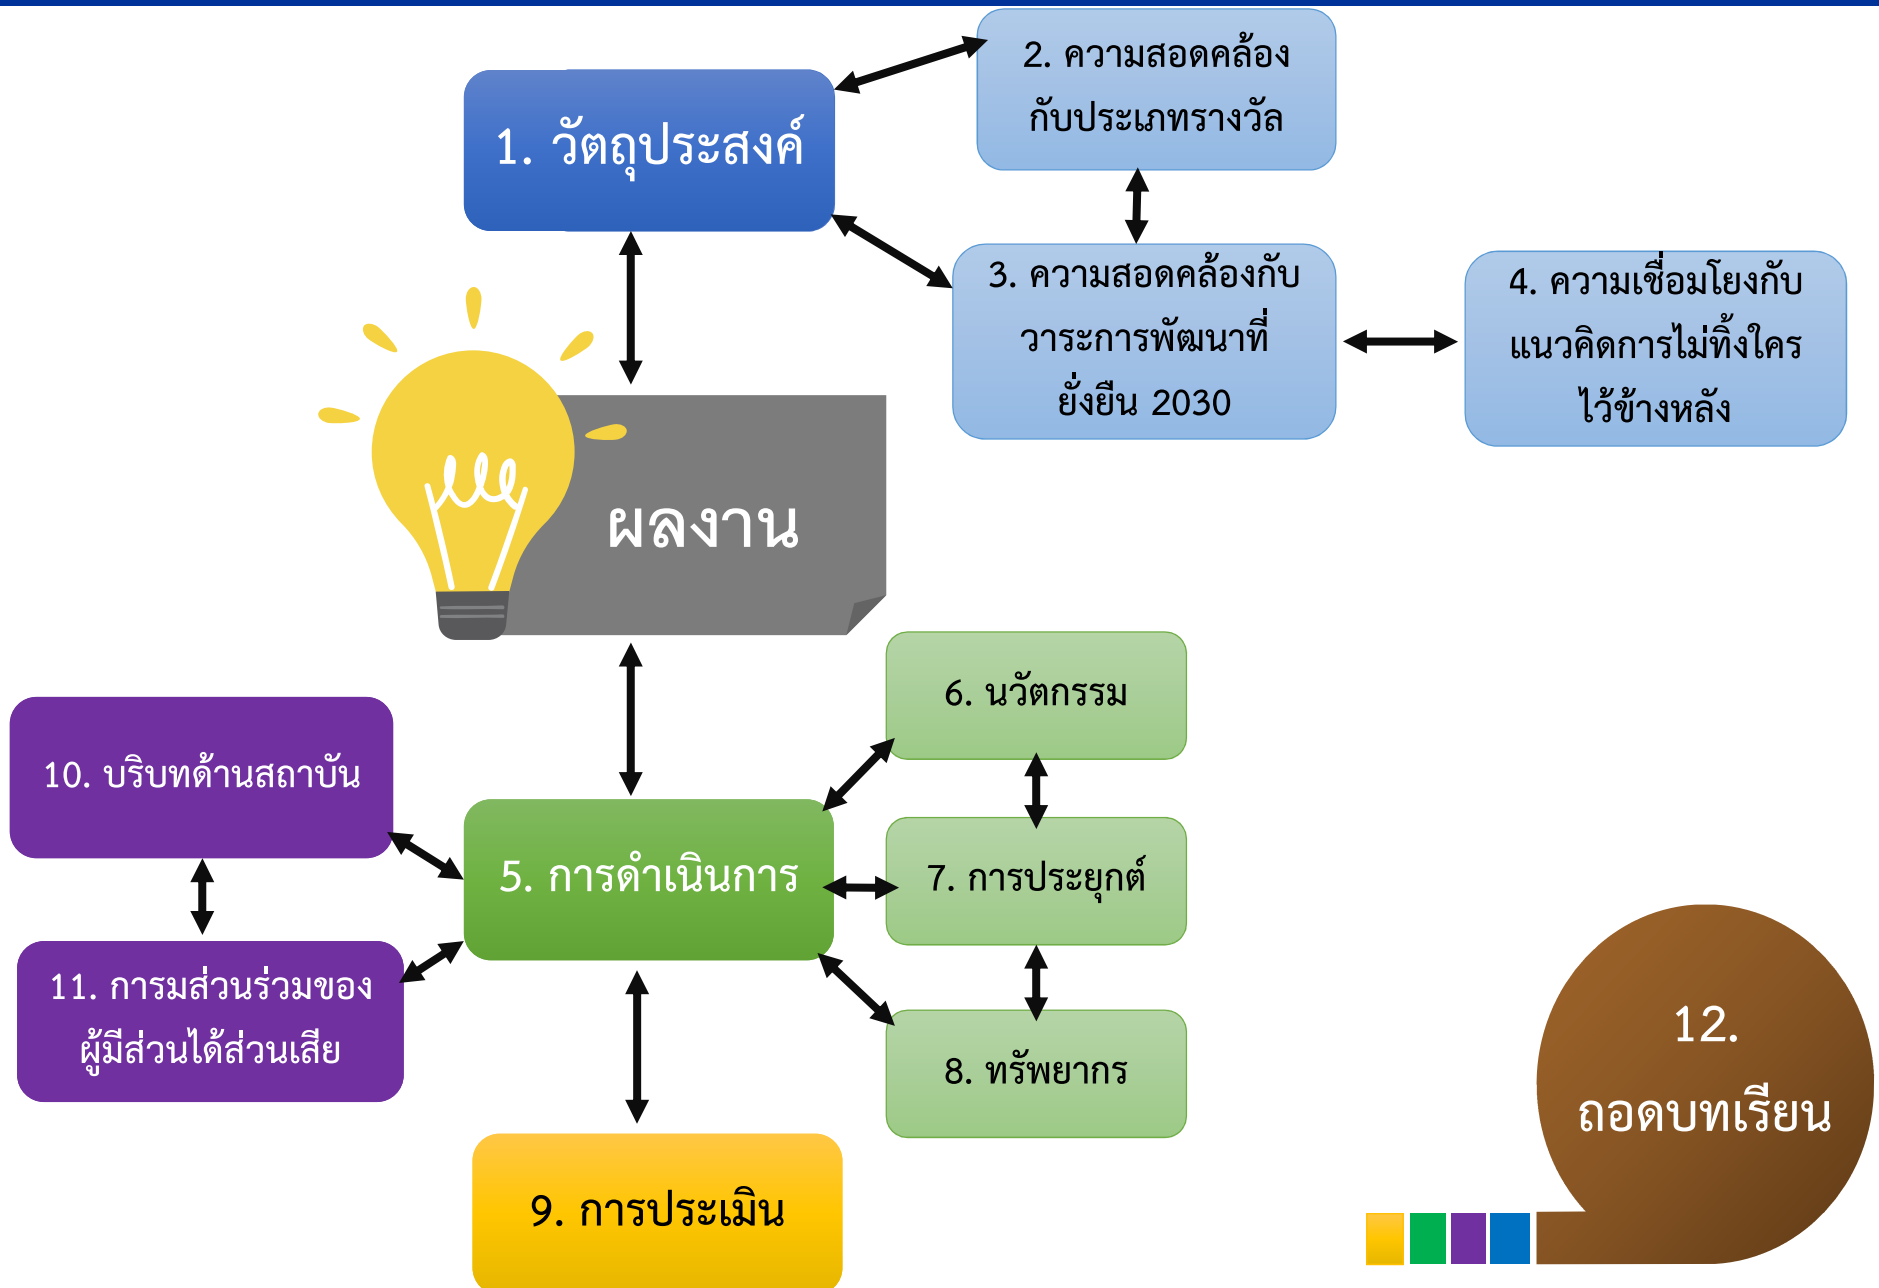 1. วัตถุประสงค์
2. ความสอดคล้อง
กับประเภทรางวัล
3. ความสอดคล้องกับ
วาระการพัฒนาที่
ยั่งยืน 2030
4. ความเชื่อมโยงกับ
แนวคิดการไม่ทิ้งใคร
ไว้ข้างหลัง
ผลงาน
5. การดำเนินการ
6. นวัตกรรม
7. การประยุกต์
8. ทรัพยากร
9. การประเมิน
10. บริบทด้านสถาบัน
11. การมส่วนร่วมของ
ผู้มีส่วนได้ส่วนเสีย
12.
ถอดบทเรียน